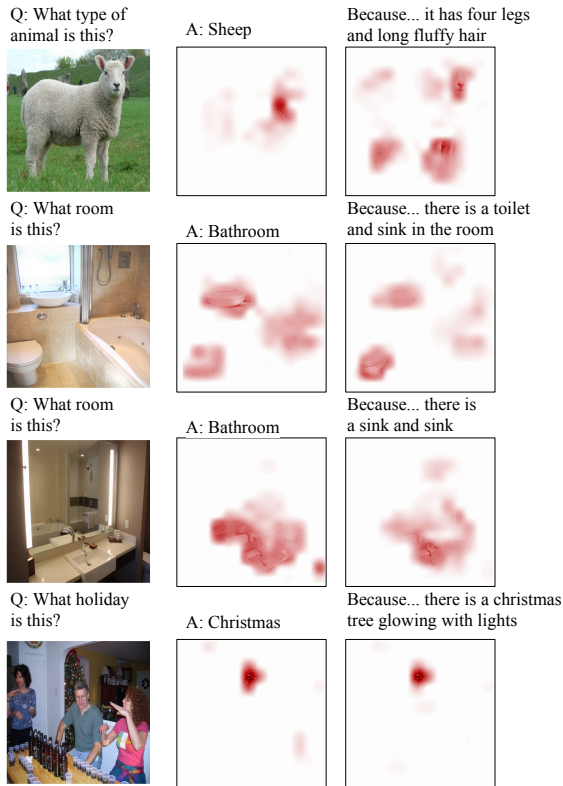 Q: What type of
animal is this?
A: Sheep
Because... it has four legs
and long fluffy hair
Q: What room
is this?
A: Bathroom
Because... there is a toilet
and sink in the room
Q: What room
is this?
A: Bathroom
Because... there is
a sink and sink
Q: What holiday
is this?
A: Christmas
Because... there is a christmas
tree glowing with lights